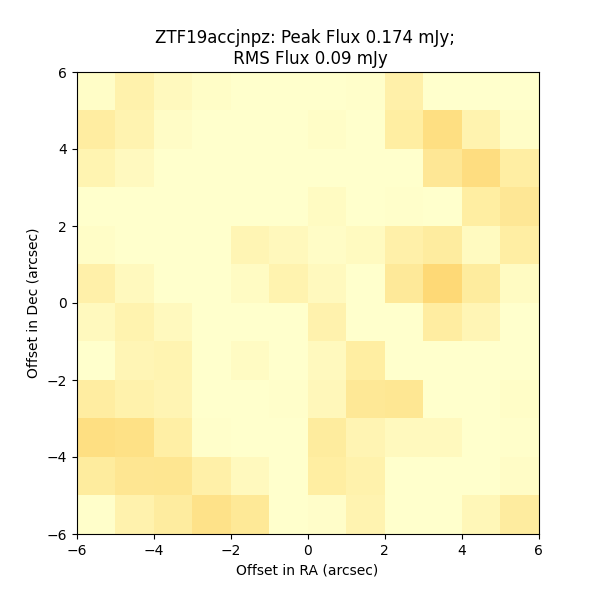 ZTF19accjnpz: Peak Flux 0.174 mJy;
RMS Flux 0.09 mJy
6
4
2
0
−2
−4
−6
Offset in Dec (arcsec)
−6 −4 −2 0 2 4 6
Offset in RA (arcsec)